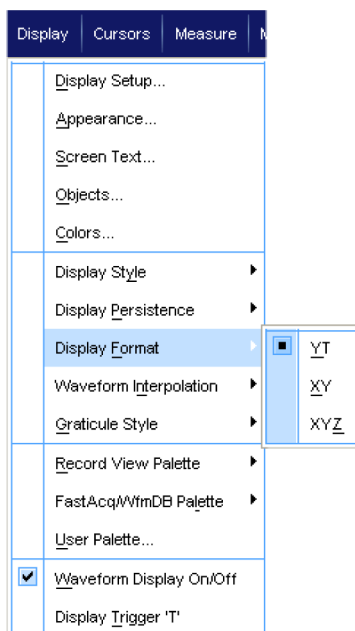 Display Cursors Measure
Display Setup...
Appearance...
Screen Text...
Objects...
Colors...
Display Style
Display Persistence
Display Format
YT
Waveform Interpolation
XY
Graticule Style
XYZ
Record View Palette
FastAcq/WfmDB Palette
User Palette...
Waveform Display On/Off
Display Trigger 'T'